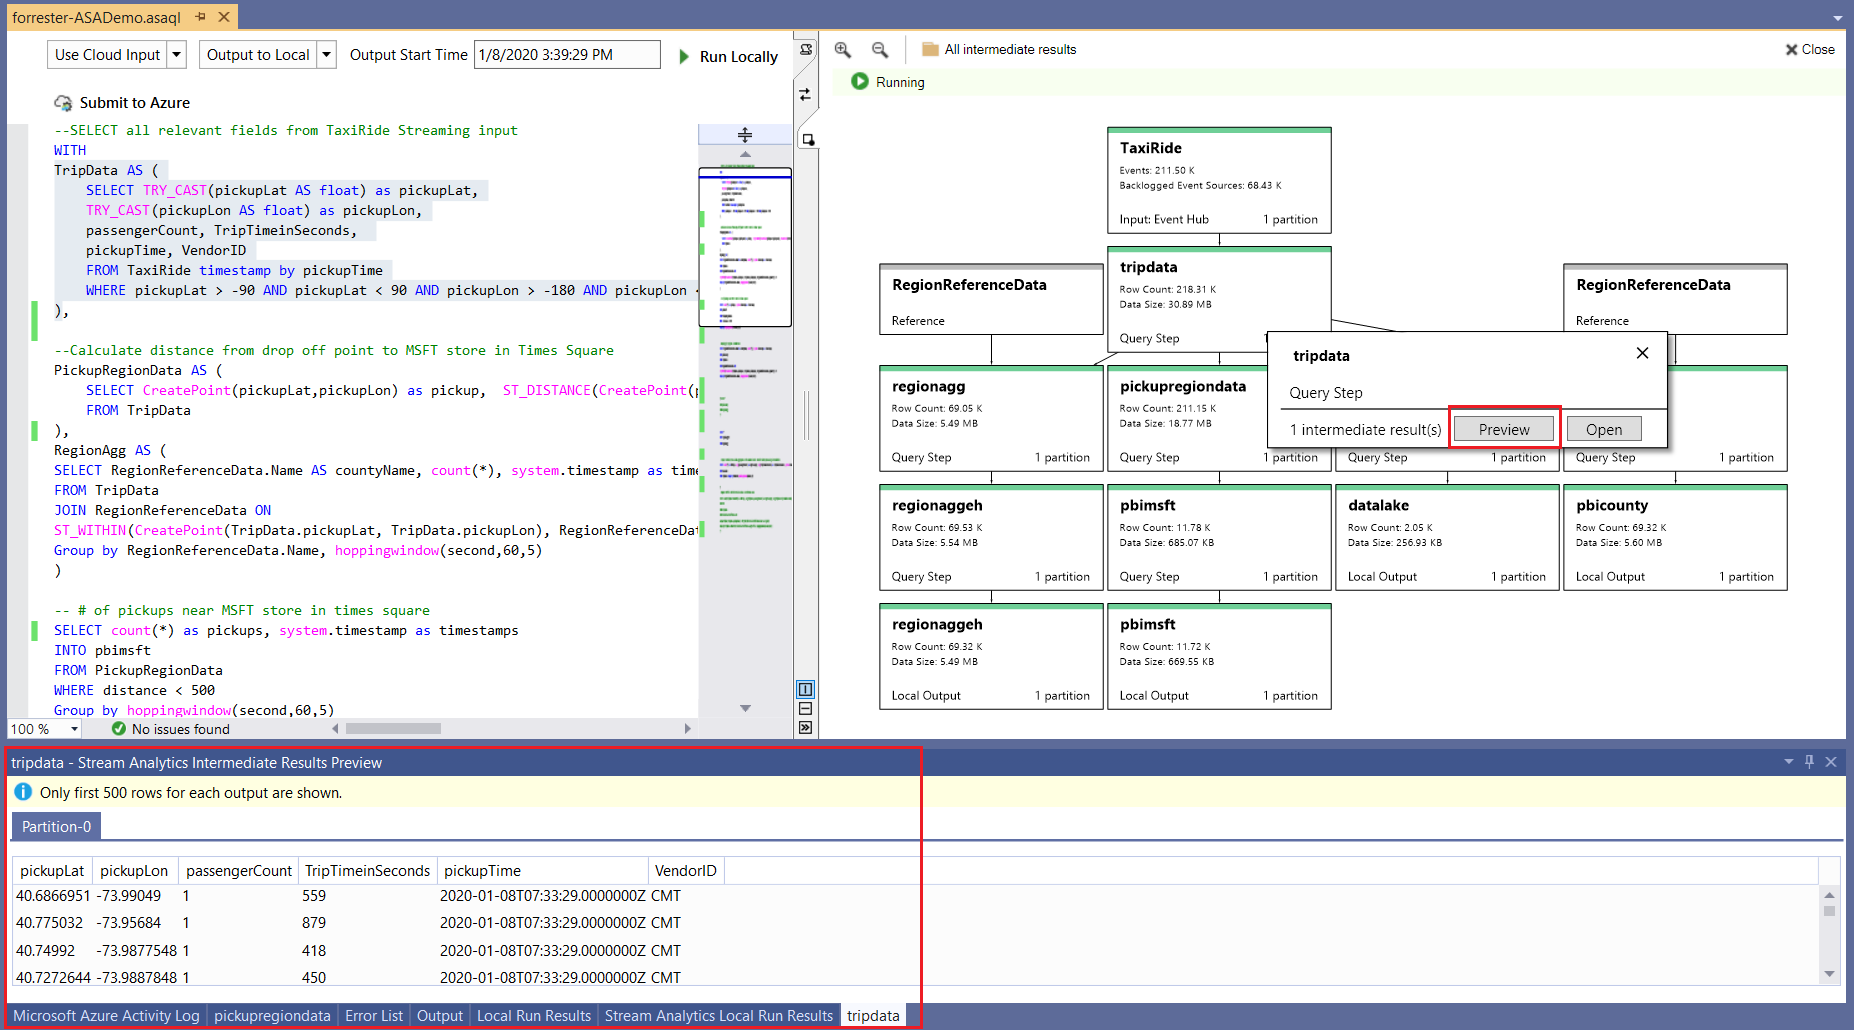 forrester-ASADemo.asaql
Use Cloud Input
Output to Local
Output Start Time
1/8/2020 3:39:29 PM
Run Locally
Submit to Azure
--SELECT all relevant fields from TaxiRide Streaming input
WITH
TripData AS (
SELECT TRY_CAST(pickupLat AS float) as pickupLat,
TRY_CAST(pickupLon AS float) as pickupLon,
passengerCount, TripTimeinSeconds,
pickupTime, VendorID
FROM TaxiRide timestamp by pickupTime
WHERE pickupLat > -90 AND pickupLat < 90 AND pickupLon > -180 AND pickupLon <
),
--Calculate distance from drop off point to MSFT store in Times Square
PickupRegionData AS (
SELECT CreatePoint(pickupLat,pickupLon) as pickup,  ST_DISTANCE(CreatePoint(p
FROM TripData
),
RegionAgg AS (
SELECT RegionReferenceData.Name AS countyName, count(*), system.timestamp as time
FROM TripData
JOIN RegionReferenceData ON
ST_WITHIN(CreatePoint(TripData.pickupLat, TripData.pickupLon), RegionReferenceDat
Group by RegionReferenceData.Name, hoppingwindow(second,60,5)
)
-- # of pickups near MSFT store in times square
SELECT count(*) as pickups, system.timestamp as timestamps
INTO pbimsft
FROM PickupRegionData
WHERE distance < 500
Group by hoppingwindow(second,60,5)
100 %
No issues found
All intermediate results
Close
Running
TaxiRide
Events: 211.50 K
Backlogged Event Sources: 68.43 K
Input: Event Hub 1 partition
RegionReferenceData
Reference
tripdata
Row Count: 218.31 K
Data Size: 30.89 MB
Query Step 1
RegionReferenceData
Reference
tripdata
Query Step
1 intermediate result(s)
Preview
Open
regionagg
Row Count: 69.05 K
Data Size: 5.49 MB
Query Step 1 partition
pickupregiondata
Row Count: 211.15 K
Data Size: 18.77 MB
Query Step 1 partition
Query Step 1 partition
Query Step 1 partition
regionaggeh
Row Count: 69.53 K
Data Size: 5.54 MB
Query Step 1 partition
pbimsft
Row Count: 11.78 K
Data Size: 685.07 KB
Query Step 1 partition
datalake
Row Count: 2.05 K
Data Size: 256.93 KB
Local Output 1 partition
pbicounty
Row Count: 69.32 K
Data Size: 5.60 MB
Local Output 1 partition
regionaggeh
Row Count: 69.32 K
Data Size: 5.49 MB
Local Output 1 partition
pbimsft
Row Count: 11.72 K
Data Size: 669.55 KB
Local Output 1 partition
tripdata - Stream Analytics Intermediate Results Preview
Only first 500 rows for each output are shown.
Partition-0
pickupLat pickupLon passengerCount TripTimeinSeconds pickupTime VendorID
40.6866951 -73.99049 1 559 2020-01-08T07:33:29.0000000Z CMT
40.775032 -73.95684 1 879 2020-01-08T07:33:29.0000000Z CMT
40.74992 -73.9877548 1 418 2020-01-08T07:33:29.0000000Z CMT
40.7272644 -73.9887848 1 450 2020-01-08T07:33:29.0000000Z CMT
Microsoft Azure Activity Log pickupregiondata Error List Output Local Run Results Stream Analytics Local Run Results tripdata